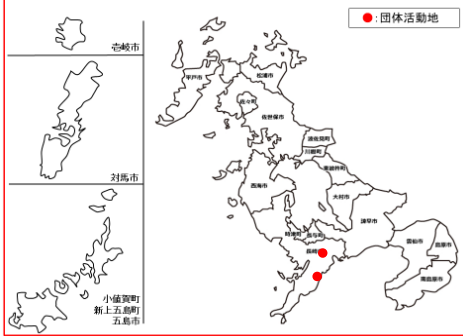 ●:団体活動地
壱岐市
対馬市
小値賀町
新上五島町
五島市
平戸市
松浦市
佐々町
佐世保市
波佐見町
川棚町
東彼杵町
西海市
大村市
時津町
長与町
諫早市
長崎市
雲仙市
島原市
南島原市